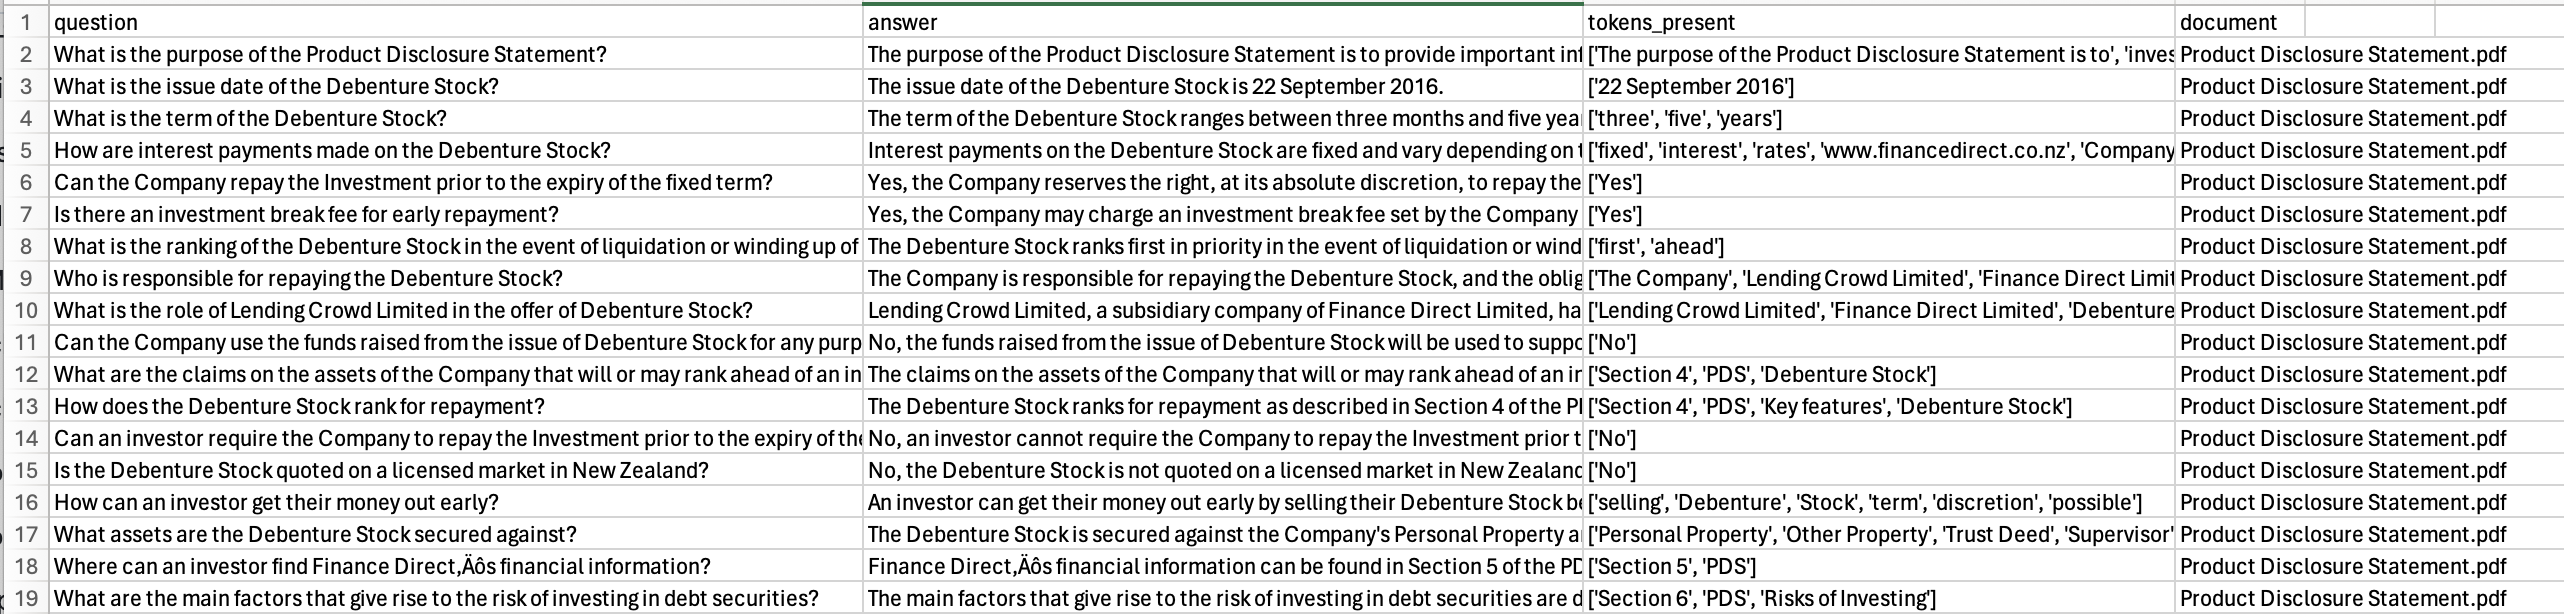 1 question answer tokens_present document
2 What is the purpose of the Product Disclosure Statement? The purpose of the Product Disclosure Statement is to provide important inf ['The purpose of the Product Disclosure Statement is to', 'inves Product Disclosure Statement.pdf
3 What is the issue date of the Debenture Stock? The issue date of the Debenture Stock is 22 September 2016. ['22 September 2016'] Product Disclosure Statement.pdf
4 What is the term of the Debenture Stock? The term of the Debenture Stock ranges between three months and five yea ['three', 'five', 'years'] Product Disclosure Statement.pdf
5 How are interest payments made on the Debenture Stock? Interest payments on the Debenture Stock are fixed and vary depending on t ['fixed', 'interest', 'rates', 'www.financedirect.co.nz', 'Company Product Disclosure Statement.pdf
6 Can the Company repay the Investment prior to the expiry of the fixed term? Yes, the Company reserves the right, at its absolute discretion, to repay the ['Yes'] Product Disclosure Statement.pdf
7 Is there an investment break fee for early repayment? Yes, the Company may charge an investment break fee set by the Company ['Yes'] Product Disclosure Statement.pdf
8 What is the ranking of the Debenture Stock in the event of liquidation or winding up of The Debenture Stock ranks first in priority in the event of liquidation or wind ['first', 'ahead'] Product Disclosure Statement.pdf
9 Who is responsible for repaying the Debenture Stock? The Company is responsible for repaying the Debenture Stock, and the oblig ['The Company', 'Lending Crowd Limited', 'Finance Direct Limit Product Disclosure Statement.pdf
10 What is the role of Lending Crowd Limited in the offer of Debenture Stock? Lending Crowd Limited, a subsidiary company of Finance Direct Limited, ha ['Lending Crowd Limited', 'Finance Direct Limited', 'Debenture Product Disclosure Statement.pdf
11 Can the Company use the funds raised from the issue of Debenture Stock for any purp No, the funds raised from the issue of Debenture Stock will be used to suppo ['No'] Product Disclosure Statement.pdf
12 What are the claims on the assets of the Company that will or may rank ahead of an in The claims on the assets of the Company that will or may rank ahead of an in ['Section 4', 'PDS', 'Debenture Stock'] Product Disclosure Statement.pdf
13 How does the Debenture Stock rank for repayment? The Debenture Stock ranks for repayment as described in Section 4 of the PI ['Section 4', 'PDS', 'Key features', 'Debenture Stock'] Product Disclosure Statement.pdf
14 Can an investor require the Company to repay the Investment prior to the expiry of the No, an investor cannot require the Company to repay the Investment prior t ['No'] Product Disclosure Statement.pdf
15 Is the Debenture Stock quoted on a licensed market in New Zealand? No, the Debenture Stock is not quoted on a licensed market in New Zealand ['No'] Product Disclosure Statement.pdf
16 How can an investor get their money out early? An investor can get their money out early by selling their Debenture Stock be ['selling', 'Debenture', 'Stock', 'term', 'discretion', 'possible'] Product Disclosure Statement.pdf
17 What assets are the Debenture Stock secured against? The Debenture Stock is secured against the Company's Personal Property a ['Personal Property', 'Other Property', 'Trust Deed', 'Supervisor' Product Disclosure Statement.pdf
18 Where can an investor find Finance Direct‚Äôs financial information? Finance Direct‚Äôs financial information can be found in Section 5 of the PD ['Section 5', 'PDS'] Product Disclosure Statement.pdf
19 What are the main factors that give rise to the risk of investing in debt securities? The main factors that give rise to the risk of investing in debt securities are d ['Section 6', 'PDS', 'Risks of Investing'] Product Disclosure Statement.pdf